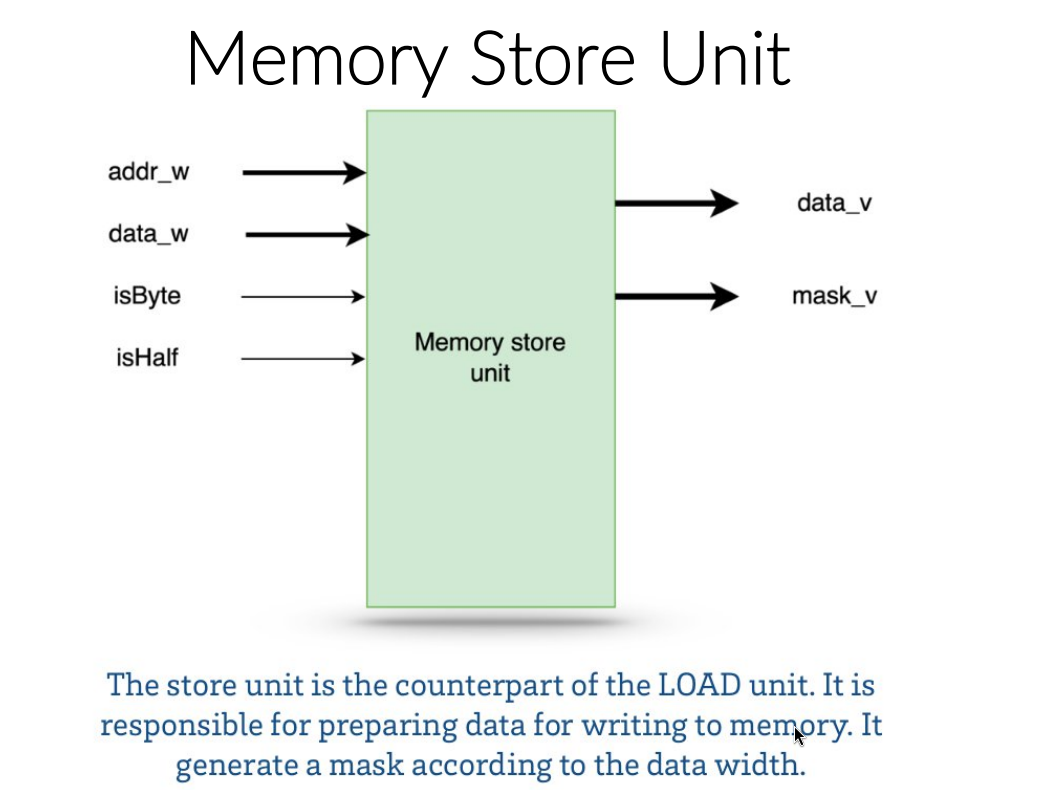 Memory Store Unit
addr_w
data_w
isByte
isHalf
Memory store
unit
data_v
mask_v
The store unit is the counterpart of the LOAD unit. It is
responsible for preparing data for writing to memory. It
generate a mask according to the data width.